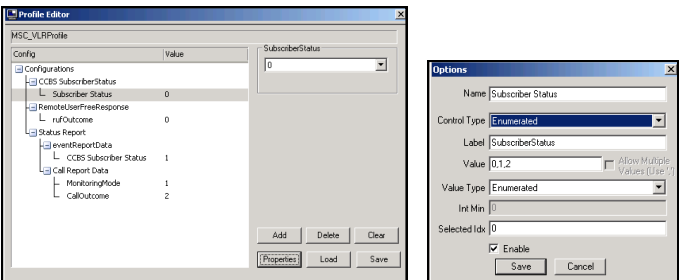 Profile Editor
MSC_VLRProfile
Config Value
Configurations
CCBS SubscriberStatus
Subscriber Status 0
RemoteUserFreeResponse
rufOutcome 0
Status Report
eventReportData
CCBS Subscriber Status 1
Call Report Data
MonitoringMode 1
CallOutcome 2
SubscriberStatus
0
Add Delete Clear
Properties Load Save
Options
Name Subscriber Status
Control Type Enumerated
Label SubscriberStatus
Value 0,1,2 Allow Multiple
Values (Use ',')
Value Type Enumerated
Int Min 0
Selected Idx 0
Enable
Save Cancel